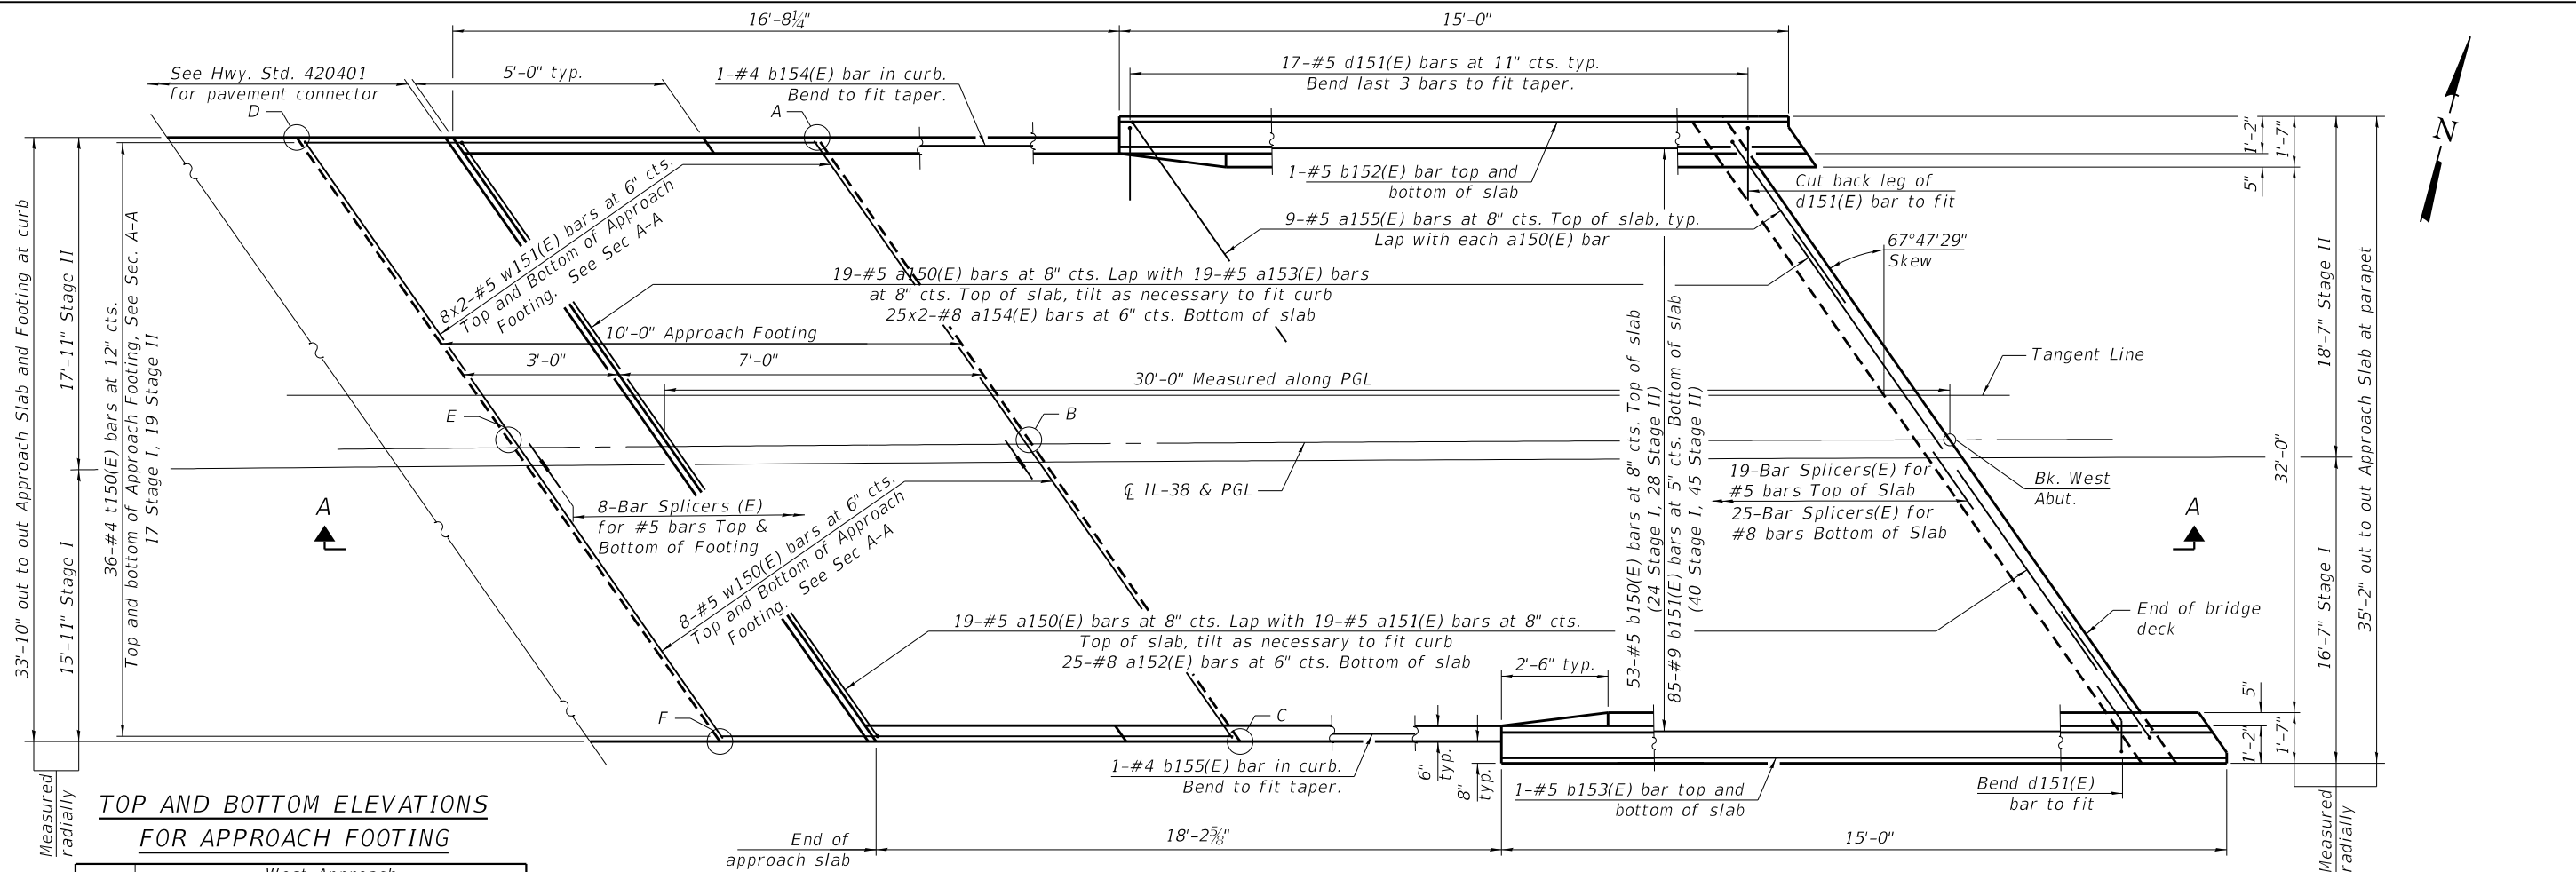 16'-8¼"
15'-0"
See Hwy. Std. 420401
for pavement connector
5'-0" typ.
1-#4 b154(E) bar in curb.
Bend to fit taper.
17-#5 d151(E) bars at 11" cts. typ.
Bend last 3 bars to fit taper.
N
D
A
1'-2"
1'-7"
5"
1-#5 b152(E) bar top and
bottom of slab
Cut back leg of
d151(E) bar to fit
9-#5 a155(E) bars at 8" cts. Top of slab, typ.
Lap with each a150(E) bar
67°47'29"
Skew
8x2-#5 w151(E) bars at 6" cts.
Top and Bottom of Approach
Footing. See Sec A-A
19-#5 a150(E) bars at 8" cts. Lap with 19-#5 a153(E) bars
at 8" cts. Top of slab, tilt as necessary to fit curb
25x2-#8 a154(E) bars at 6" cts. Bottom of slab
10'-0" Approach Footing
3'-0"
7'-0"
30'-0" Measured along PGL
Tangent Line
33'-10" out to out Approach Slab and Footing at curb
17'-11" Stage II
15'-11" Stage I
36-#4 t150(E) bars at 12" cts.
Top and bottom of Approach Footing, See Sec. A-A
17 Stage I, 19 Stage II
53-#5 b150(E) bars at 8" cts. Top of slab
(24 Stage I, 28 Stage II)
85-#9 b151(E) bars at 5" cts. Bottom of slab
(40 Stage I, 45 Stage II)
18'-7" Stage II
16'-7" Stage I
32'-0"
35'-2" out to out Approach Slab at parapet
E
B
℄ IL-38 & PGL
19-Bar Splicers(E) for
#5 bars Top of Slab
25-Bar Splicers(E) for
#8 bars Bottom of Slab
Bk. West
Abut.
A
A
8-Bar Splicers (E)
for #5 bars Top &
Bottom of Footing
8-#5 w150(E) bars at 6" cts.
Top and Bottom of Approach
Footing. See Sec A-A
19-#5 a150(E) bars at 8" cts. Lap with 19-#5 a151(E) bars at 8" cts.
Top of slab, tilt as necessary to fit curb
25-#8 a152(E) bars at 6" cts. Bottom of slab
2'-6" typ.
End of bridge
deck
F
C
5"
1'-2"
1'-7"
1-#4 b155(E) bar in curb.
Bend to fit taper.
6"
typ.
8"
typ.
1-#5 b153(E) bar top and
bottom of slab
Bend d151(E)
bar to fit
Measured
radially
Measured
radially
TOP AND BOTTOM ELEVATIONS
FOR APPROACH FOOTING
End of
approach slab
18'-2⅝"
15'-0"
West Approach